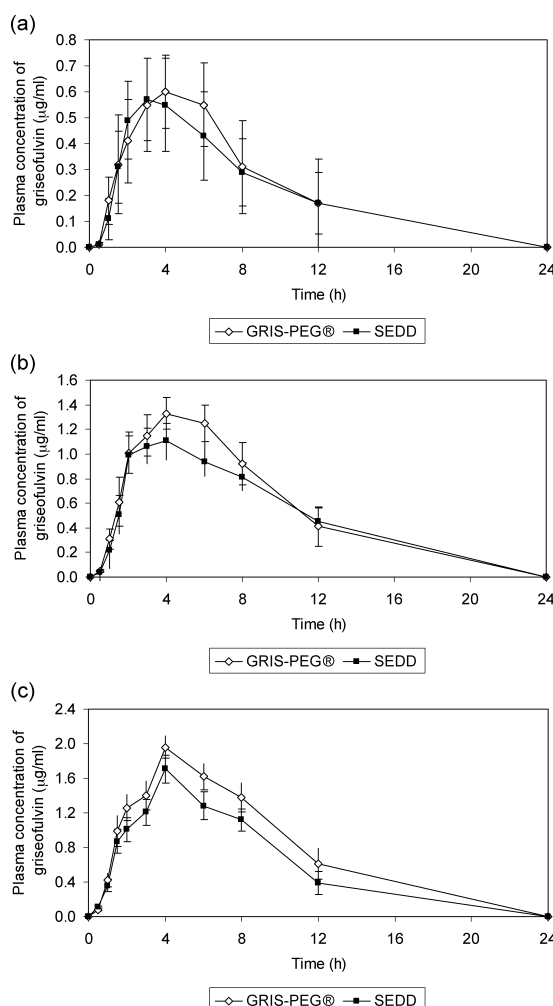 (a)
Plasma concentration of
griseofulvin (µg/ml)
0.8
0.7
0.6
0.5
0.4
0.3
0.2
0.1
0.0
0 4 8 12 16 20 24
Time (h)
GRIS-PEG® SEDD
(b)
Plasma concentration of
griseofulvin (µg/ml)
1.6
1.4
1.2
1.0
0.8
0.6
0.4
0.2
0.0
0 4 8 12 16 20 24
Time (h)
GRIS-PEG® SEDD
(c)
Plasma concentration of
griseofulvin (µg/ml)
2.4
2.0
1.6
1.2
0.8
0.4
0.0
0 4 8 12 16 20 24
Time (h)
GRIS-PEG® SEDD